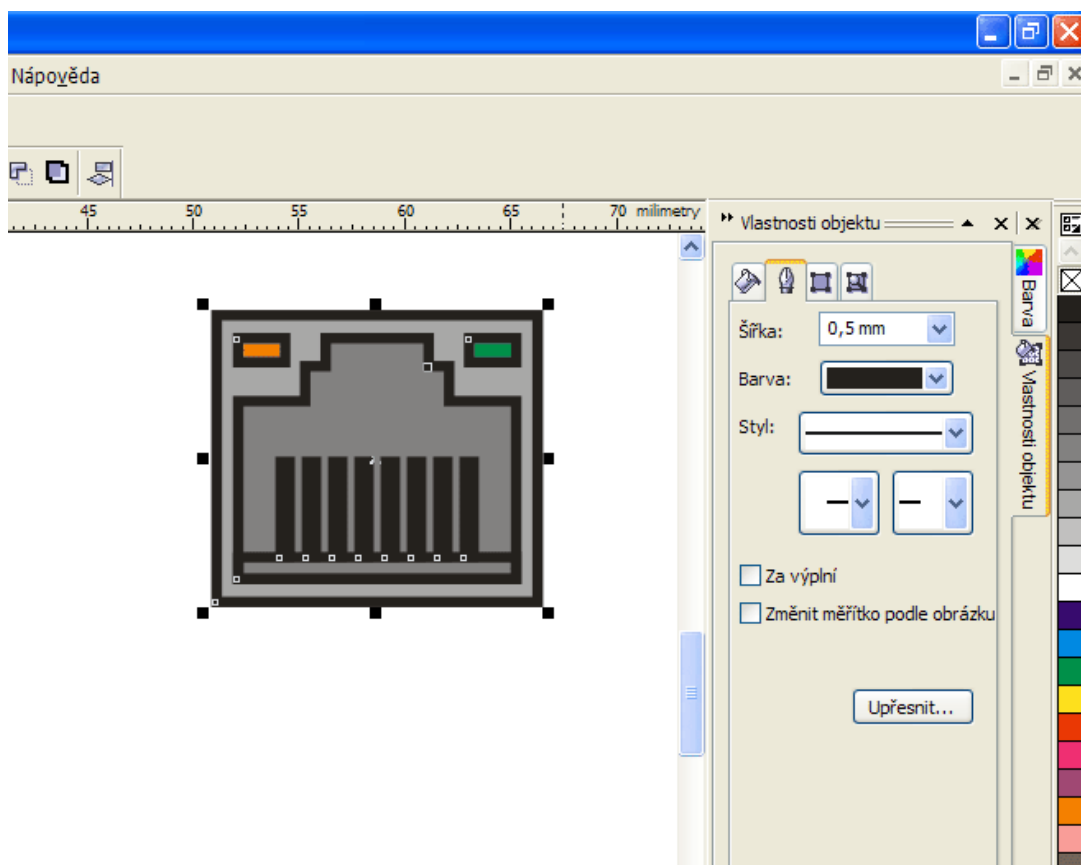 Nápověda
45 50 55 60 65 70 milimetry
Vlastnosti objektu
Šířka: 0,5 mm
Barva:
Styl:
Za výplní
Změnit měřítko podle obrázku
Upřesnit...
Barva
Vlastnosti objektu